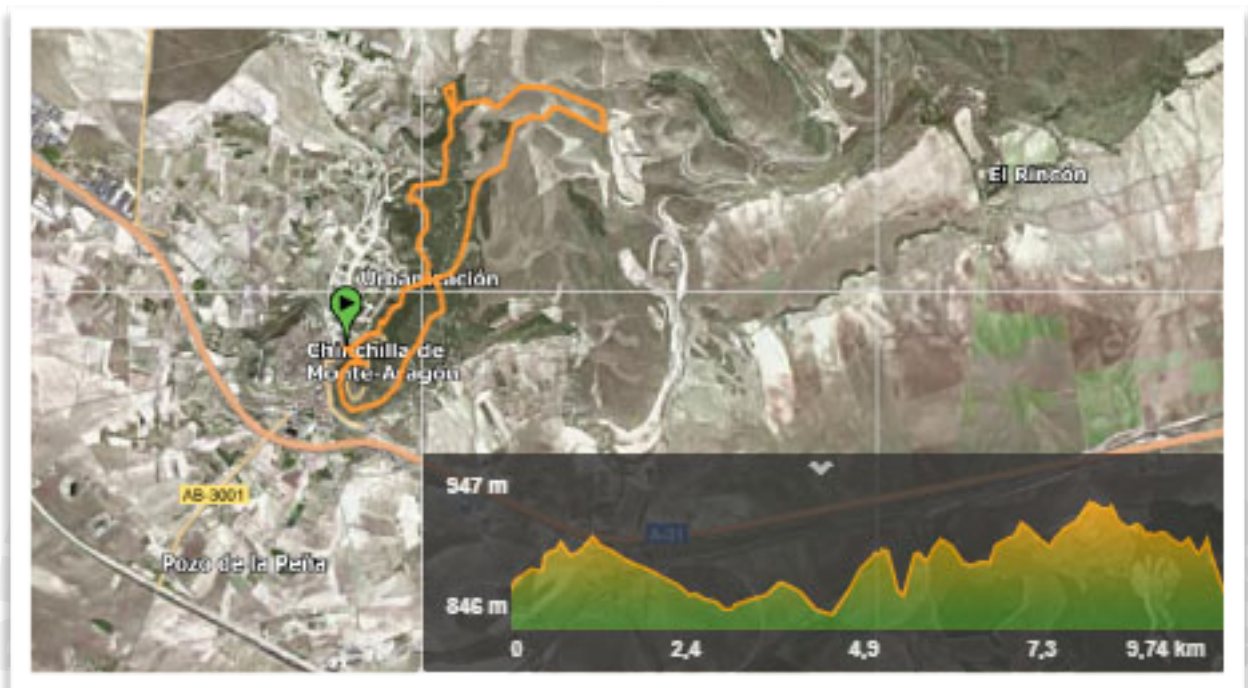 El Rincón
Urbanización
Chinchilla de
Monte-Aragón
AB-3001
Pozo de la Peña
A-31
947 m
846 m
0 2,4 4,9 7,3 9,74 km